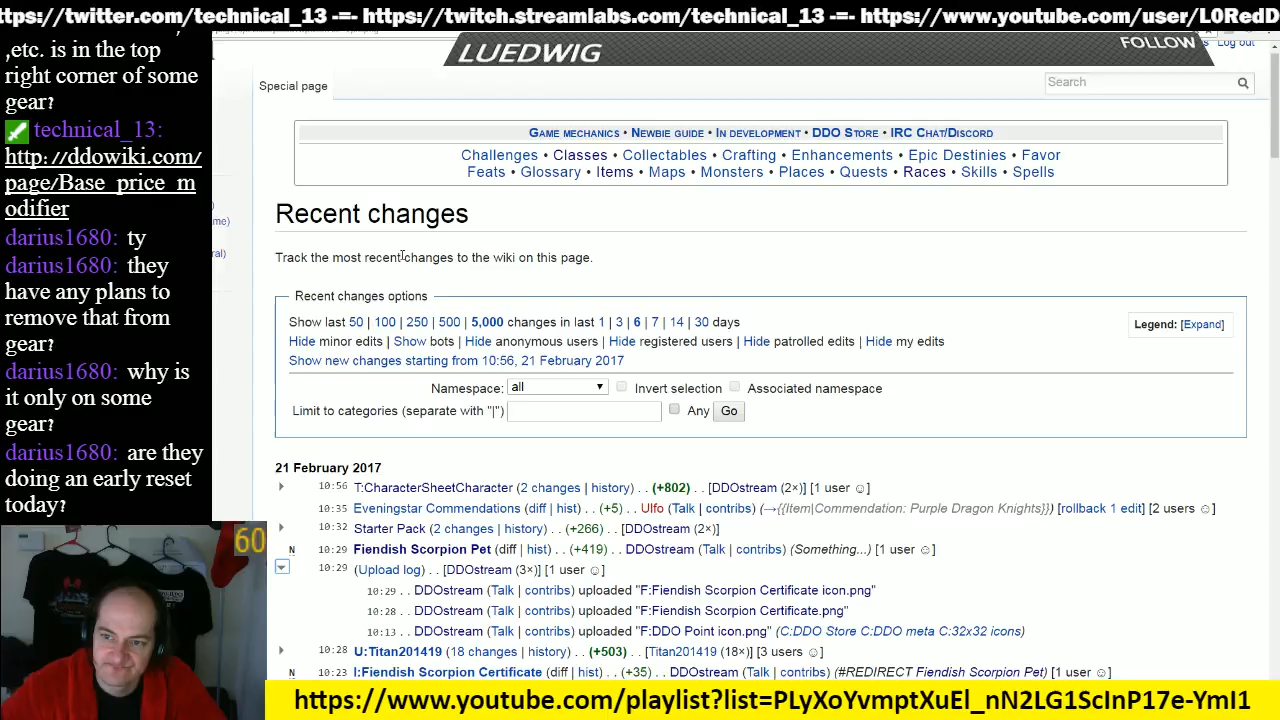 https://twitter.com/technical_13 -=- https://twitch.streamlabs.com/technical_13 -=- https://www.youtube.com/user/L0RedD
,etc. is in the top
right corner of some
gear?
technical_13:
http://ddowiki.com/
page/Base_price_m
odifier
darius1680: ty
darius1680: they
have any plans to
remove that from
gear?
darius1680: why is
it only on some
gear?
darius1680: are they
doing an early reset
today?
60
LUEDWIG
FOLLOW
Log out
Special page
Search
me)
ral)
Game mechanics • Newbie guide • In development • DDO Store • IRC Chat/Discord
Challenges • Classes • Collectables • Crafting • Enhancements • Epic Destinies • Favor
Feats • Glossary • Items • Maps • Monsters • Places • Quests • Races • Skills • Spells
Recent changes
Track the most recent changes to the wiki on this page.
Recent changes options
Show last 50 | 100 | 250 | 500 | 5,000 changes in last 1 | 3 | 6 | 7 | 14 | 30 days
Legend: [Expand]
Hide minor edits | Show bots | Hide anonymous users | Hide registered users | Hide patrolled edits | Hide my edits
Show new changes starting from 10:56, 21 February 2017
Namespace: all Invert selection Associated namespace
Limit to categories (separate with "|") Any Go
21 February 2017
10:56 T:CharacterSheetCharacter (2 changes | history) . . (+802) . . [DDOstream (2×)] [1 user ☺]
10:35 Eveningstar Commendations (diff | hist) . . (+5) . . Ulfo (Talk | contribs) (→{{Item|Commendation: Purple Dragon Knights}}) [rollback 1 edit] [2 users ☺]
10:32 Starter Pack (2 changes | history) . . (+266) . . [DDOstream (2×)]
N 10:29 Fiendish Scorpion Pet (diff | hist) . . (+419) . . DDOstream (Talk | contribs) (Something...) [1 user ☺]
10:29 (Upload log) . . [DDOstream (3×)] [1 user ☺]
10:29 . . DDOstream (Talk | contribs) uploaded "F:Fiendish Scorpion Certificate icon.png"
10:28 . . DDOstream (Talk | contribs) uploaded "F:Fiendish Scorpion Certificate.png"
10:13 . . DDOstream (Talk | contribs) uploaded "F:DDO Point icon.png" (C:DDO Store C:DDO meta C:32x32 icons)
10:28 U:Titan201419 (18 changes | history) . . (+503) . . [Titan201419 (18×)] [3 users ☺]
N 10:23 I:Fiendish Scorpion Certificate (diff | hist) . . (+35) . . DDOstream (Talk | contribs) (#REDIRECT Fiendish Scorpion Pet) [1 user ☺]
https://www.youtube.com/playlist?list=PLyXoYvmptXuEl_nN2LG1ScInP17e-YmI1